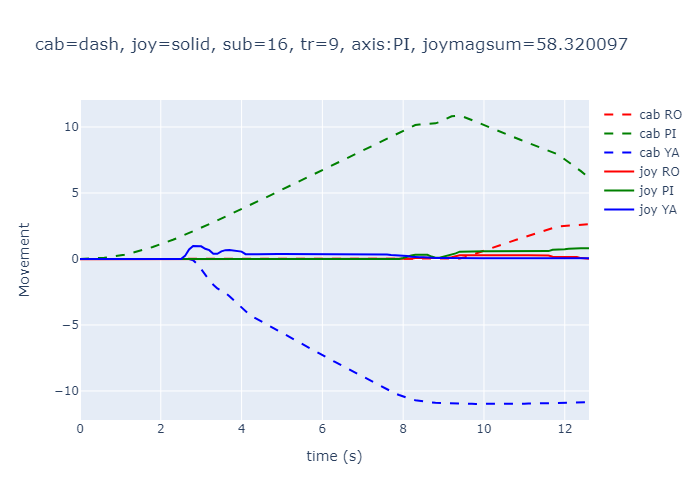 cab=dash, joy=solid, sub=16, tr=9, axis:PI, joymagsum=58.320097
Movement
10
5
0
−5
−10
0 2 4 6 8 10 12
time (s)
cab RO
cab PI
cab YA
joy RO
joy PI
joy YA